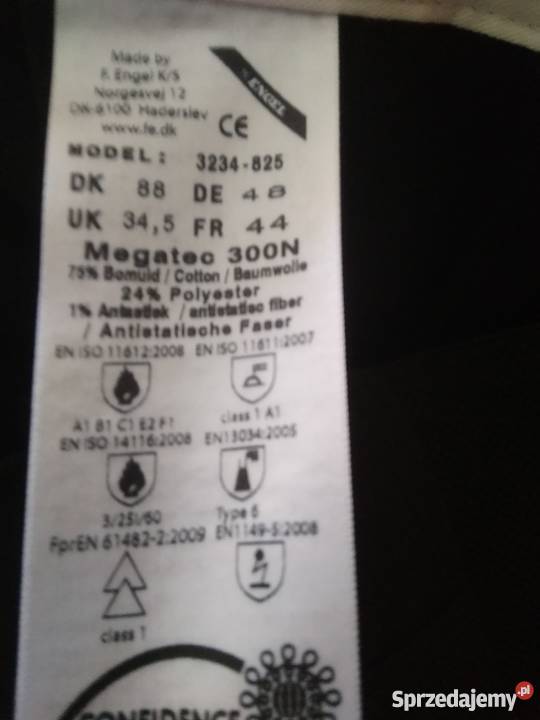 Made by
F. Engel K/S
Norgesvej 12
DK-6100 Haderslev
www.fe.dk
ENGEL
CE
MODEL: 3234-825
DK 88 DE 48
UK 34,5 FR 44
Megatec 300N
75% Bomuld / Cotton / Baumwolle
24% Polyester
1% Antistatisk / antistatic fiber
/ Antistatische Faser
EN ISO 11612:2008 EN ISO 11611:2007
A1 B1 C1 E2 F1 class 1 A1
EN ISO 14116:2008 EN13034:2005
3/25I/60 Type 6
FprEN 61482-2:2009 EN1149-5:2008
class 1
CONFIDENCE
Sprzedajemy.pl